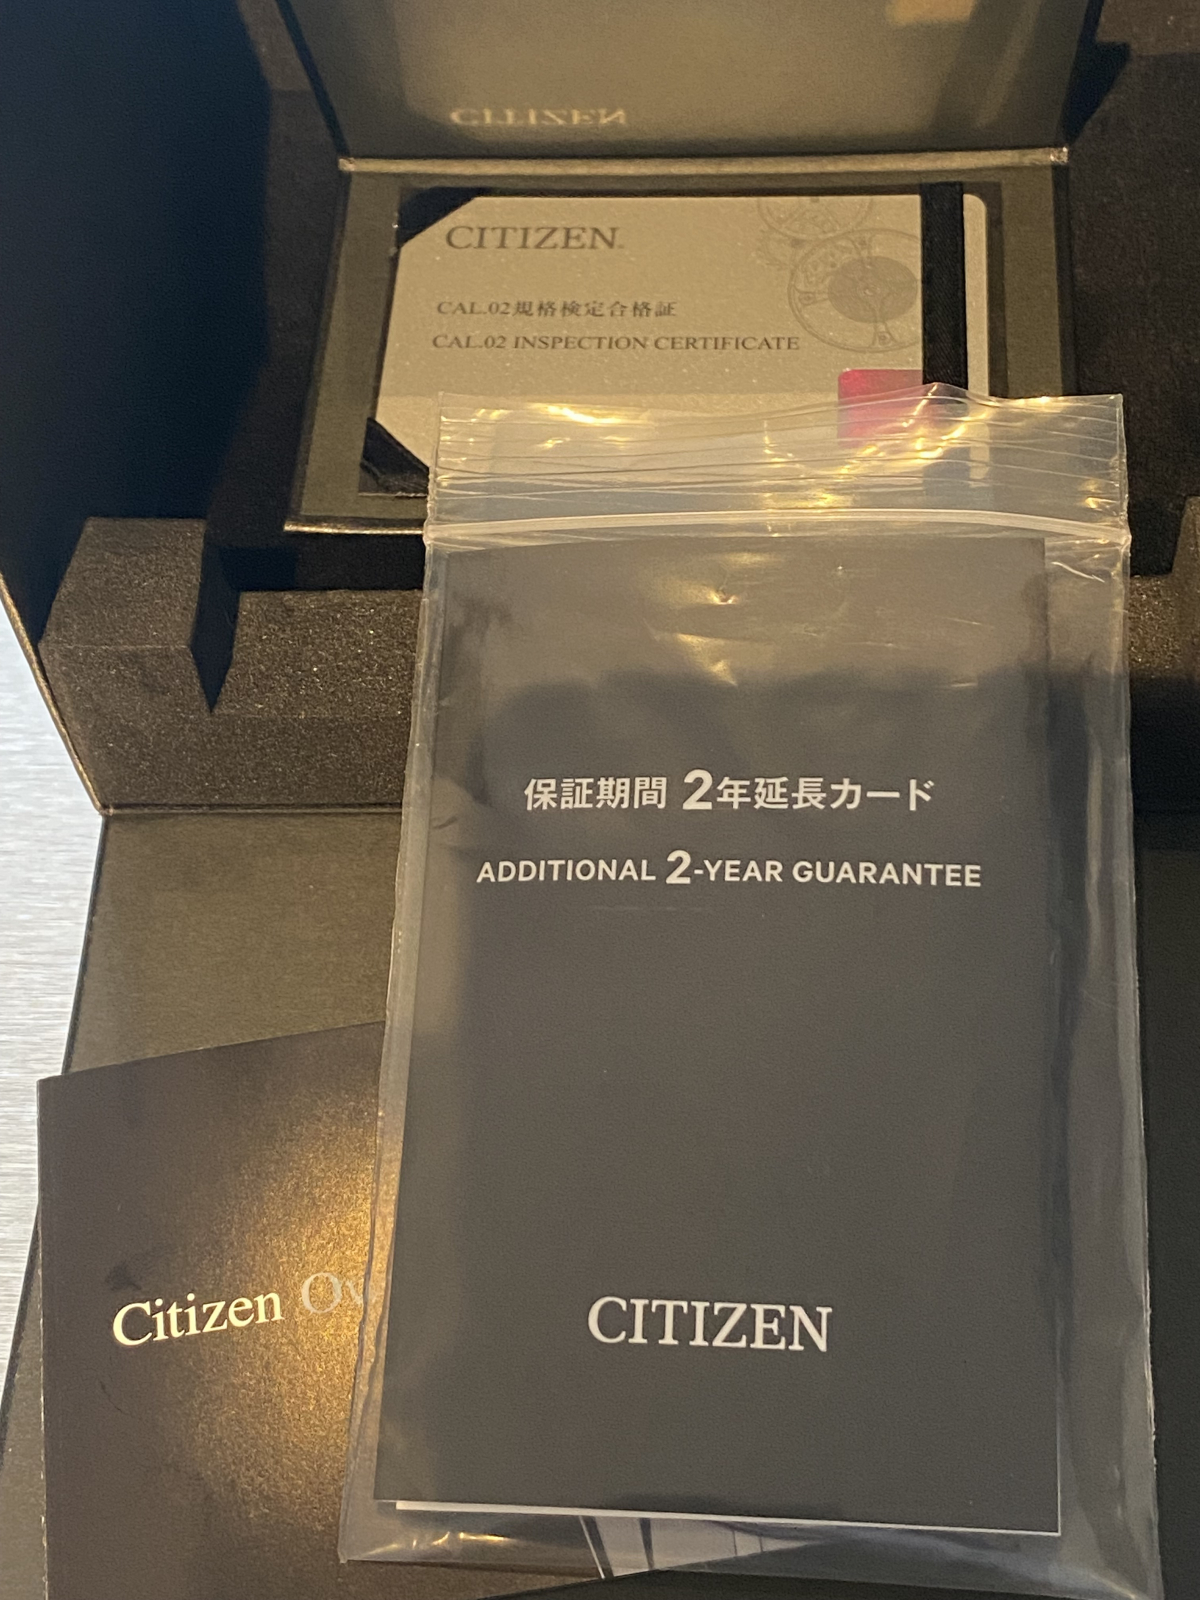 CITIZEN
CITIZEN
CAL.02規格検定合格証
CAL.02 INSPECTION CERTIFICATE
保証期間 2年延長カード
ADDITIONAL 2-YEAR GUARANTEE
Citizen Ow
CITIZEN